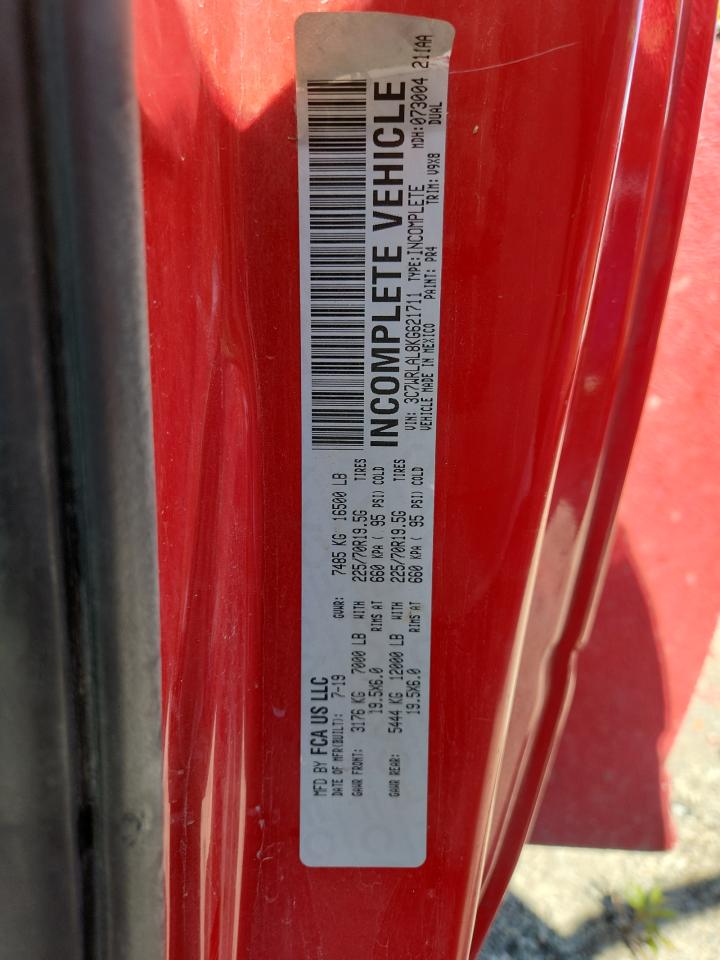 MFD BY FCA US LLC
DATE OF MFR(BUILT): 7-19 GVWR: 7485 KG 16500 LB
GAWR FRONT: 3176 KG 7000 LB WITH 225/70R19.5G TIRES
19.5X6.0 RIMS AT 660 KPA ( 95 PSI) COLD
GAWR REAR: 5444 KG 12000 LB WITH 225/70R19.5G TIRES
19.5X6.0 RIMS AT 660 KPA ( 95 PSI) COLD
INCOMPLETE VEHICLE
VIN: 3C7WRLAL8KG621711 TYPE:INCOMPLETE MDH:073004 211AA
VEHICLE MADE IN MEXICO PAINT: PR4 TRIM: V9X8 DUAL